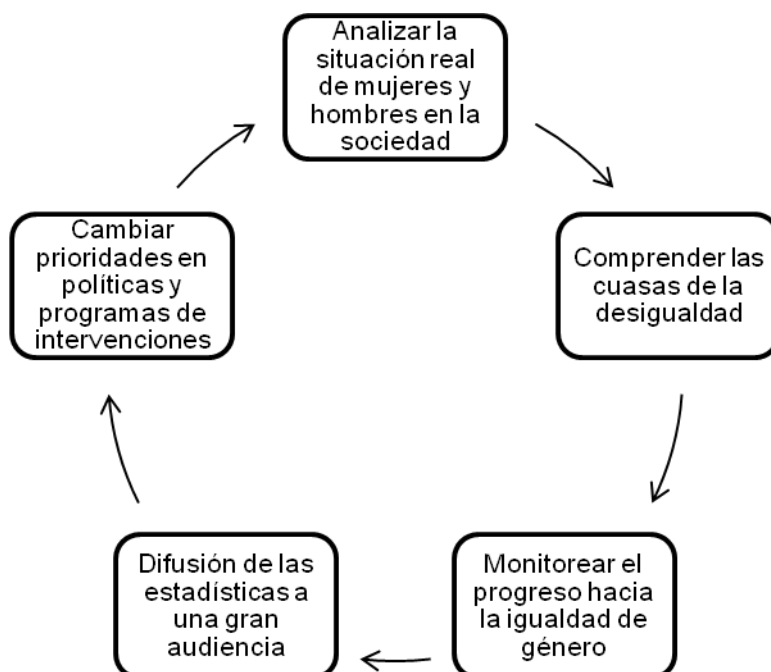 Analizar la
situación real
de mujeres y
hombres en la
sociedad
Comprender las
cuasas de la
desigualdad
Monitorear el
progreso hacia
la igualdad de
género
Difusión de las
estadísticas a
una gran
audiencia
Cambiar
prioridades en
políticas y
programas de
intervenciones